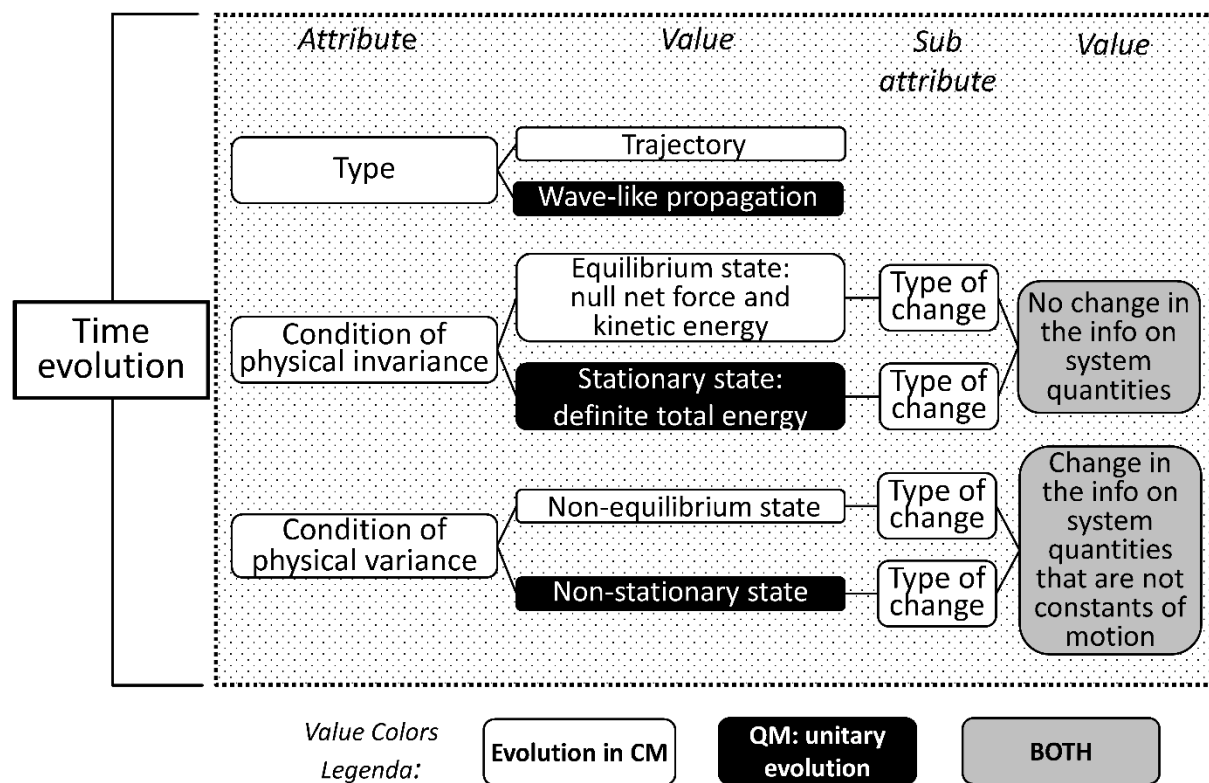 Attribute
Value
Sub
attribute
Value
Type
Trajectory
Wave-like propagation
Time
evolution
Condition of
physical invariance
Equilibrium state:
null net force and
kinetic energy
Type of
change
Stationary state:
definite total energy
Type of
change
No change in
the info on
system
quantities
Condition of
physical variance
Non-equilibrium state
Type of
change
Non-stationary state
Type of
change
Change in
the info on
system
quantities
that are not
constants of
motion
Value Colors
Legenda:
Evolution in CM
QM: unitary
evolution
BOTH